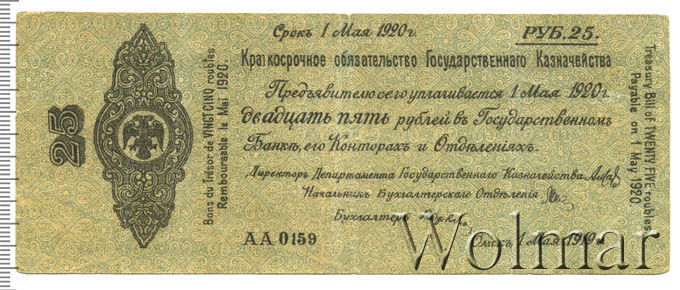 Срокъ 1 Мая 1920 г.
РУБ. 25.
Краткосрочное обязательство Государственнаго Казначейства
Предъявителю сего уплачивается 1 Мая 1920 г.
двадцать пять рублей въ Государственномъ
Банкѣ, его Конторахъ и Отдѣленіяхъ.
Директоръ Департамента Государственнаго Казначейства
Начальникъ Бухгалтерскаго Отдѣленія
Бухгалтеръ
АА 0159
Омскъ, 1 Мая 1919 г.
25
Bons du Trésor de VINGT CINQ roubles
Remboursable le 1 Mai 1920.
Treasury Bill of TWENTY FIVE roubles
Payable on 1 May 1920
Wolmar